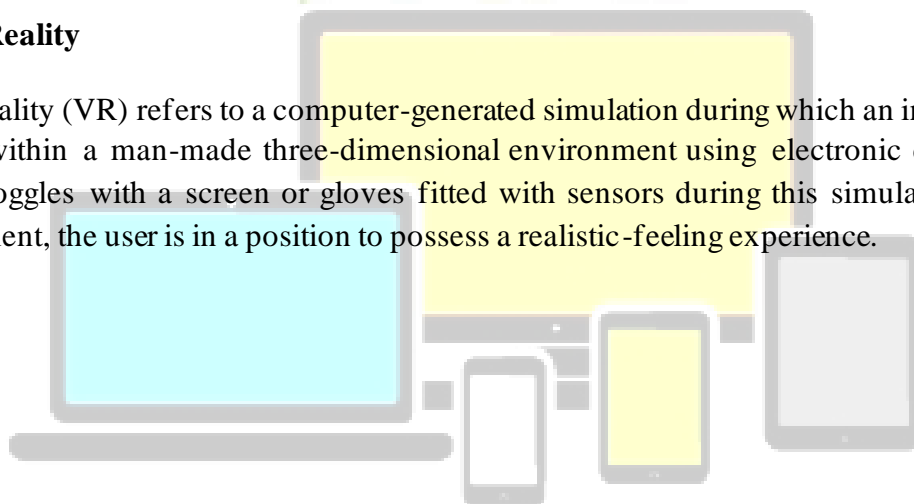 Reality
ality (VR) refers to a computer-generated simulation during which an in
within a man-made three-dimensional environment using electronic
oggles with a screen or gloves fitted with sensors during this simula
ent, the user is in a position to possess a realistic-feeling experience.